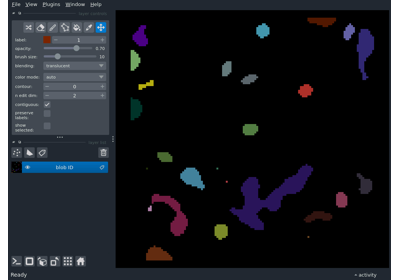 File View Plugins Window Help
label: 1
opacity: 0.70
brush size: 10
blending: translucent
color mode: auto
contour: 0
n edit dim: 2
contiguous: ✓
preserve
labels:
show
selected:
blob ID
Ready
activity